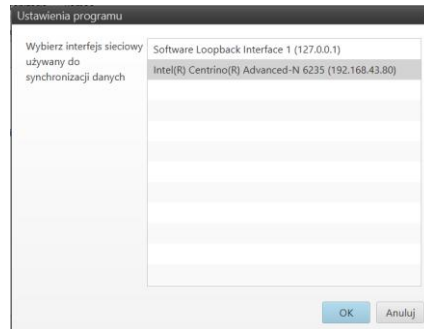 Ustawienia programu
Wybierz interfejs sieciowy
używany do
synchronizacji danych
Software Loopback Interface 1 (127.0.0.1)
Intel(R) Centrino(R) Advanced-N 6235 (192.168.43.80)
OK
Anuluj